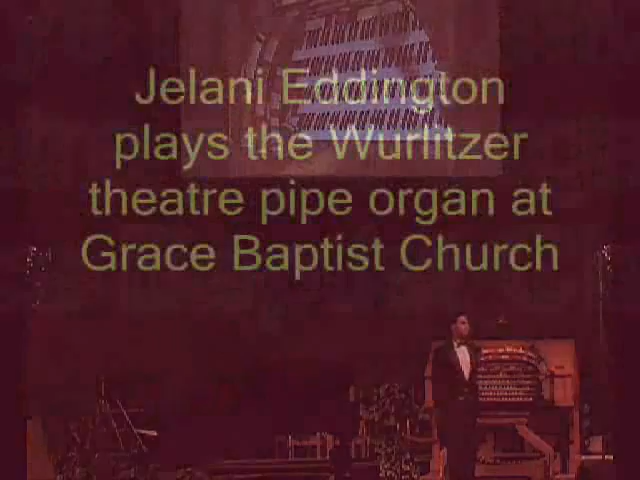 Jelani Eddington
plays the Wurlitzer
theatre pipe organ at
Grace Baptist Church